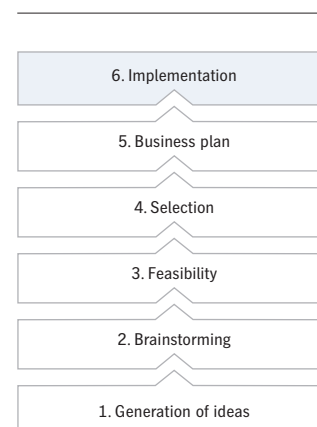 6. Implementation
5. Business plan
4. Selection
3. Feasibility
2. Brainstorming
1. Generation of ideas